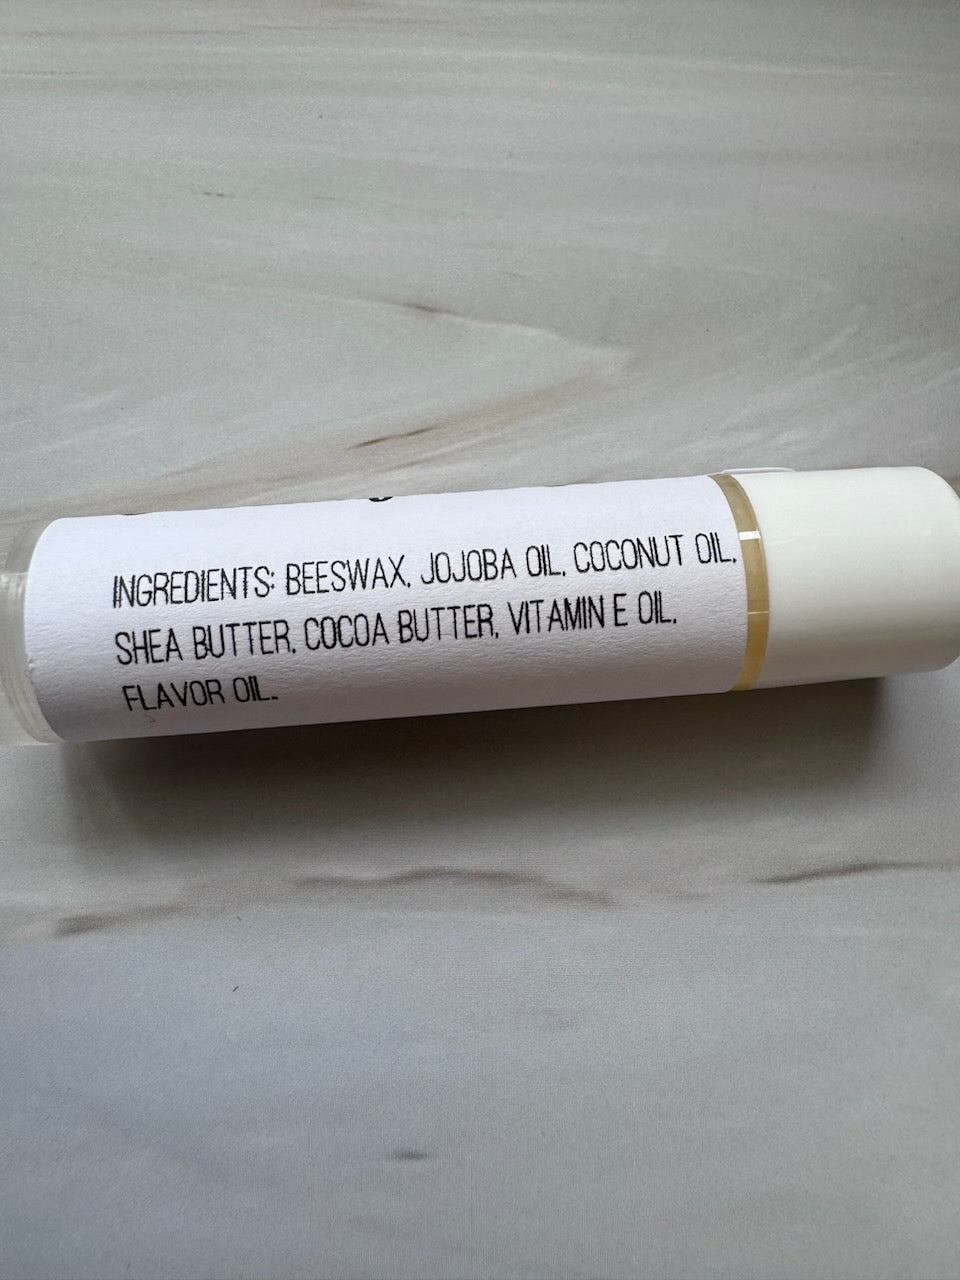 INGREDIENTS: BEESWAX, JOJOBA OIL, COCONUT OIL,
SHEA BUTTER, COCOA BUTTER, VITAMIN E OIL,
FLAVOR OIL.